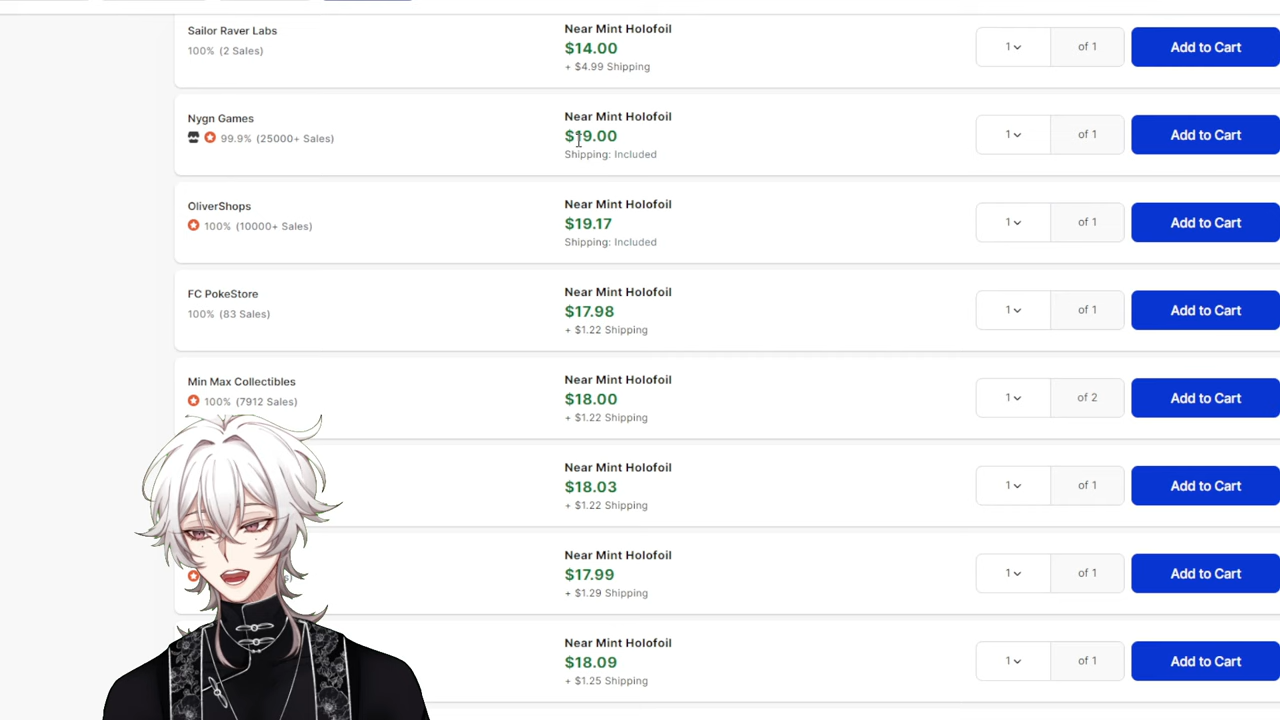 Sailor Raver Labs
100% (2 Sales)
Near Mint Holofoil
$14.00
+ $4.99 Shipping
1
of 1
Add to Cart
Nygn Games
99.9% (25000+ Sales)
Near Mint Holofoil
$19.00
Shipping: Included
1
of 1
Add to Cart
OliverShops
100% (10000+ Sales)
Near Mint Holofoil
$19.17
Shipping: Included
1
of 1
Add to Cart
FC PokeStore
100% (83 Sales)
Near Mint Holofoil
$17.98
+ $1.22 Shipping
1
of 1
Add to Cart
Min Max Collectibles
100% (7912 Sales)
Near Mint Holofoil
$18.00
+ $1.22 Shipping
1
of 2
Add to Cart
Near Mint Holofoil
$18.03
+ $1.22 Shipping
1
of 1
Add to Cart
Near Mint Holofoil
$17.99
+ $1.29 Shipping
1
of 1
Add to Cart
Near Mint Holofoil
$18.09
+ $1.25 Shipping
1
of 1
Add to Cart